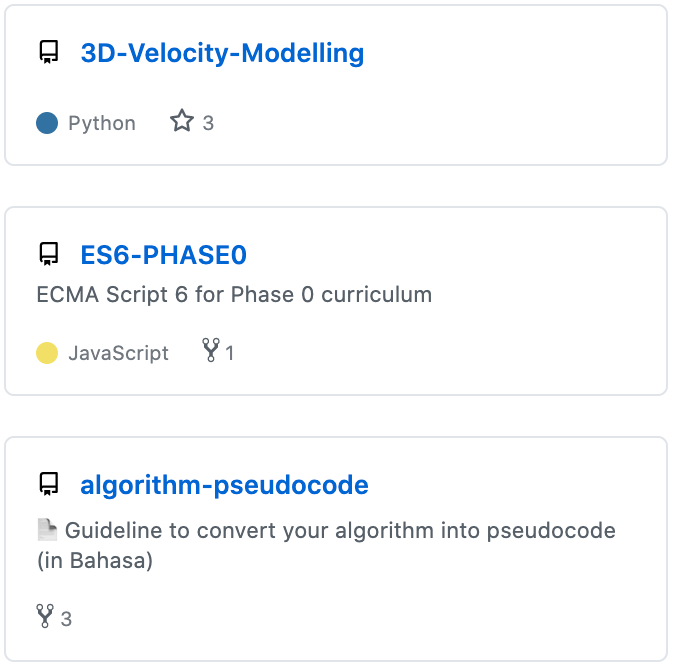 3D-Velocity-Modelling
Python 3
ES6-PHASE0
ECMA Script 6 for Phase 0 curriculum
JavaScript 1
algorithm-pseudocode
Guideline to convert your algorithm into pseudocode
(in Bahasa)
3